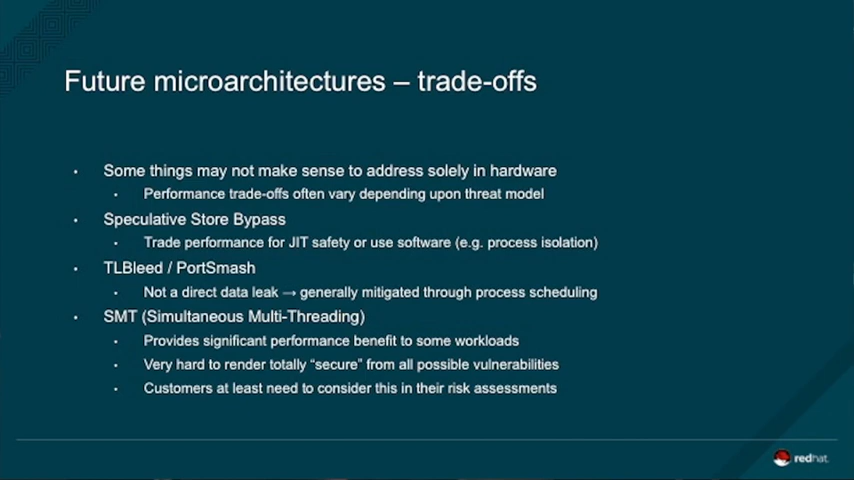 Future microarchitectures – trade-offs
• Some things may not make sense to address solely in hardware
• Performance trade-offs often vary depending upon threat model
• Speculative Store Bypass
• Trade performance for JIT safety or use software (e.g. process isolation)
• TLBleed / PortSmash
• Not a direct data leak → generally mitigated through process scheduling
• SMT (Simultaneous Multi-Threading)
• Provides significant performance benefit to some workloads
• Very hard to render totally “secure” from all possible vulnerabilities
• Customers at least need to consider this in their risk assessments
redhat.